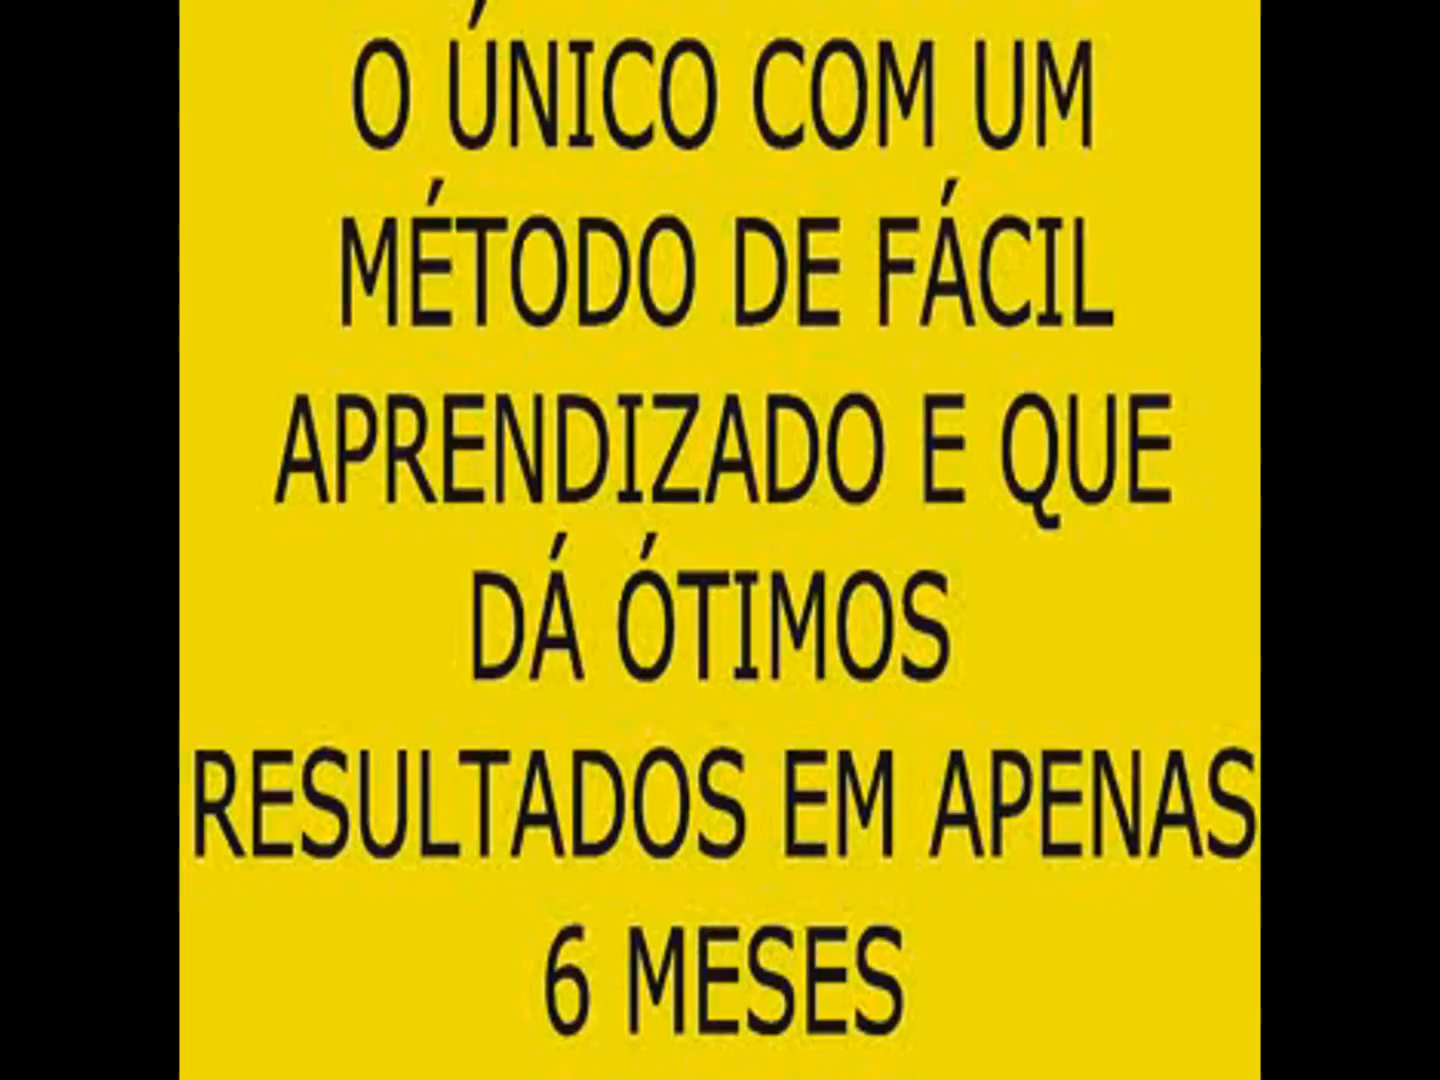 O ÚNICO COM UM
MÉTODO DE FÁCIL
APRENDIZADO E QUE
DÁ ÓTIMOS
RESULTADOS EM APENAS
6 MESES